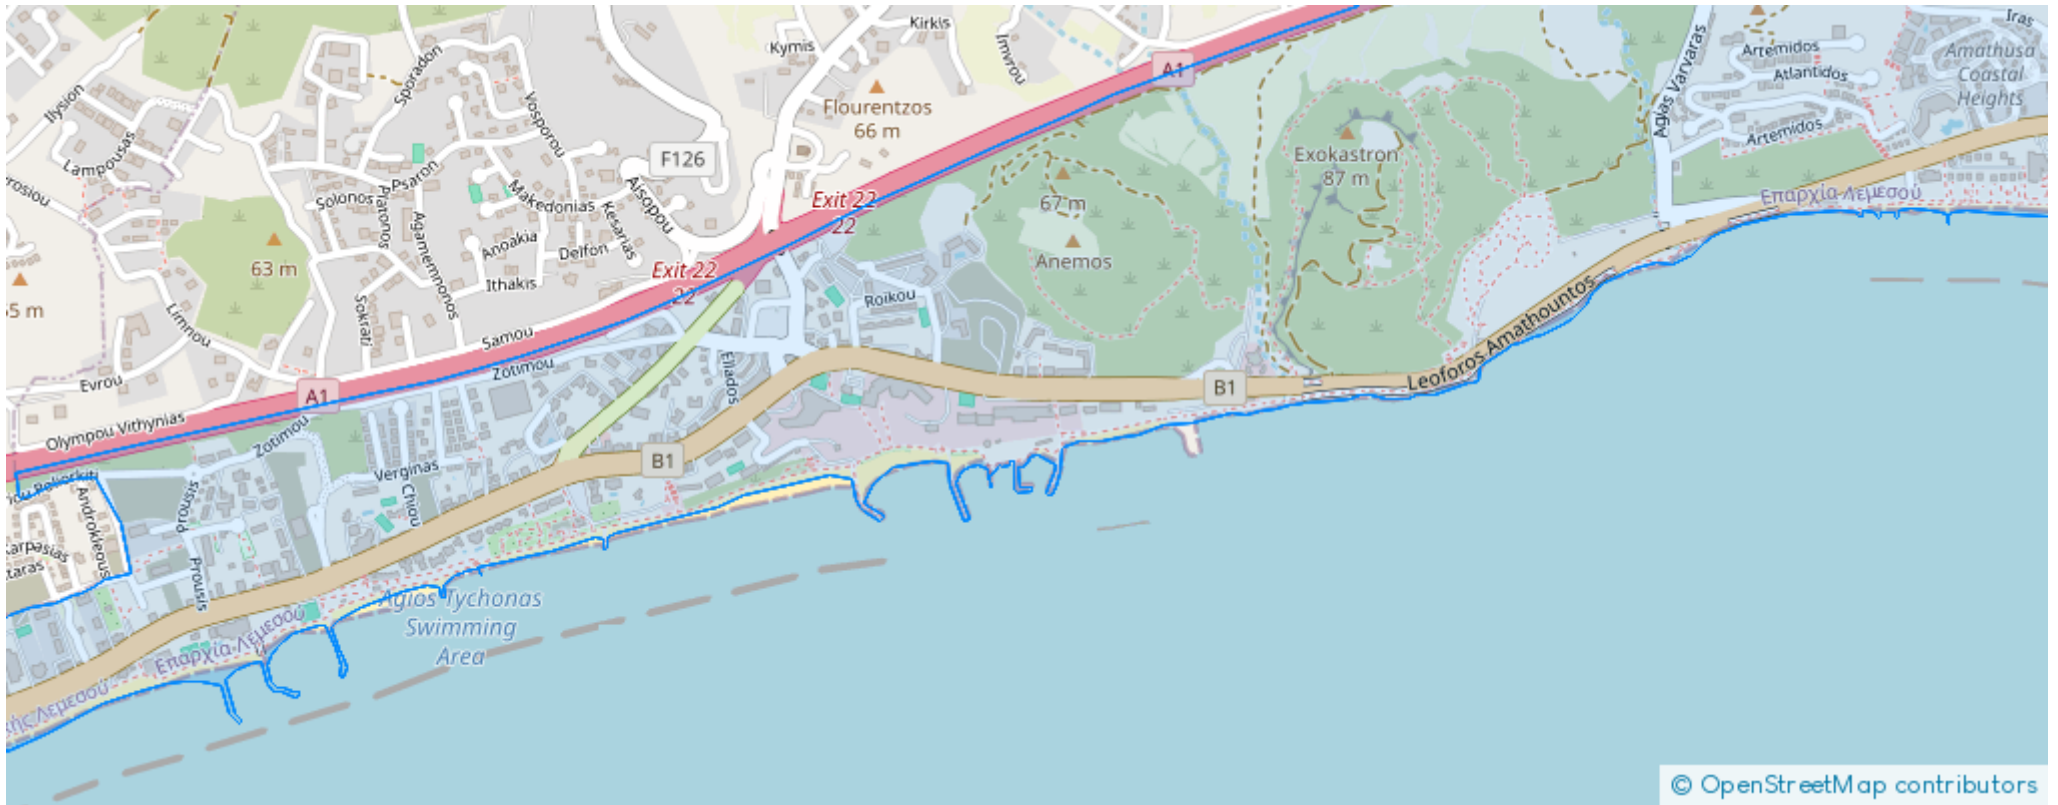 Kirkis
Kymis
Imvrou
A1
Iras
Artemidos
Atlantidos
Amathusa
Coastal
Heights
Artemidos
Agias Varvaras
Sporadon
Vosporou
Ilysion
Lampousas
Flourentzos
66 m
F126
Exokastron
87 m
Psaron
Solonos
Platonos
Agamemnonos
Makedonias
Kesarias
Aisopou
Exit 22
22
67 m
Anemos
Επαρχία Λεμεσού
Anoakia
Delfon
Ithakis
63 m
Exit 22
22
Roikou
Sokrati
Limnou
Samou
Zotimou
Eliados
Evrou
A1
B1
Leoforos Amathountos
Olympou Vithynias
Zotimou
Verginas
Chiou
B1
Androkleous
Prousis
Prousis
Agios Tychonas
Swimming
Area
Επαρχία Λεμεσού
© OpenStreetMap contributors